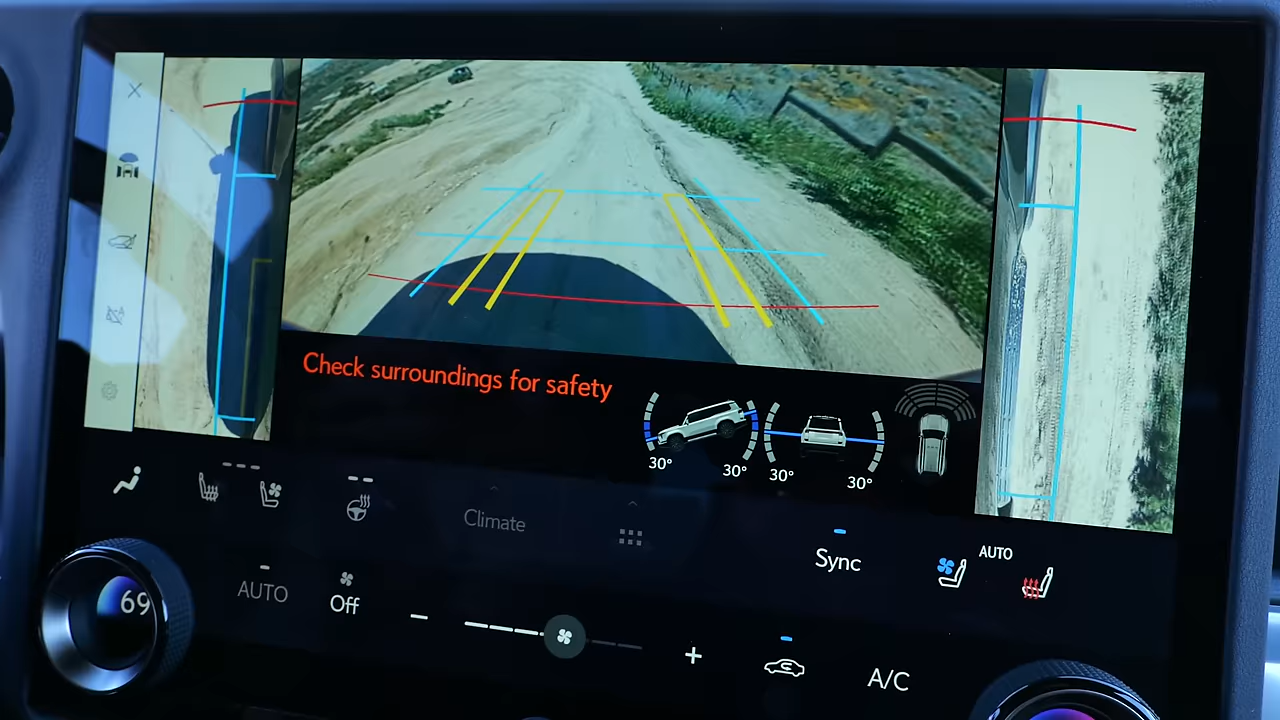 Check surroundings for safety
30° 30° 30° 30°
Climate
Sync
AUTO
69
AUTO
Off
A/C